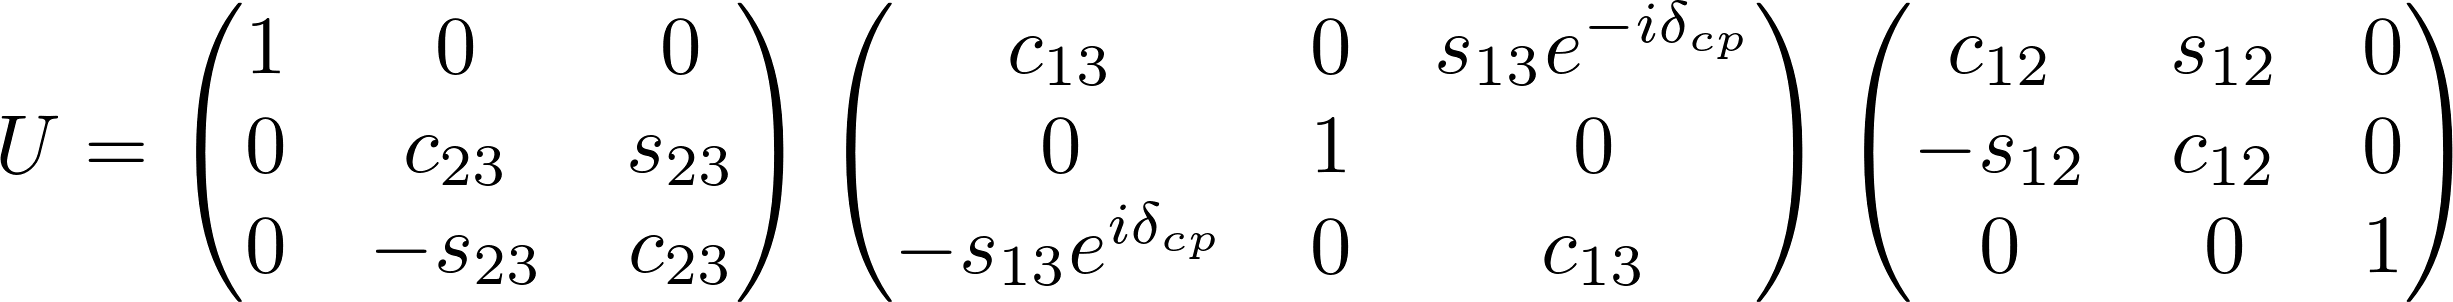 U = \begin{pmatrix} 1 & 0 & 0 \\ 0 & c_{23} & s_{23} \\ 0 & -s_{23} & c_{23} \end{pmatrix} \begin{pmatrix} c_{13} & 0 & s_{13}e^{-i\delta_{cp}} \\ 0 & 1 & 0 \\ -s_{13}e^{i\delta_{cp}} & 0 & c_{13} \end{pmatrix} \begin{pmatrix} c_{12} & s_{12} & 0 \\ -s_{12} & c_{12} & 0 \\ 0 & 0 & 1 \end{pmatrix}